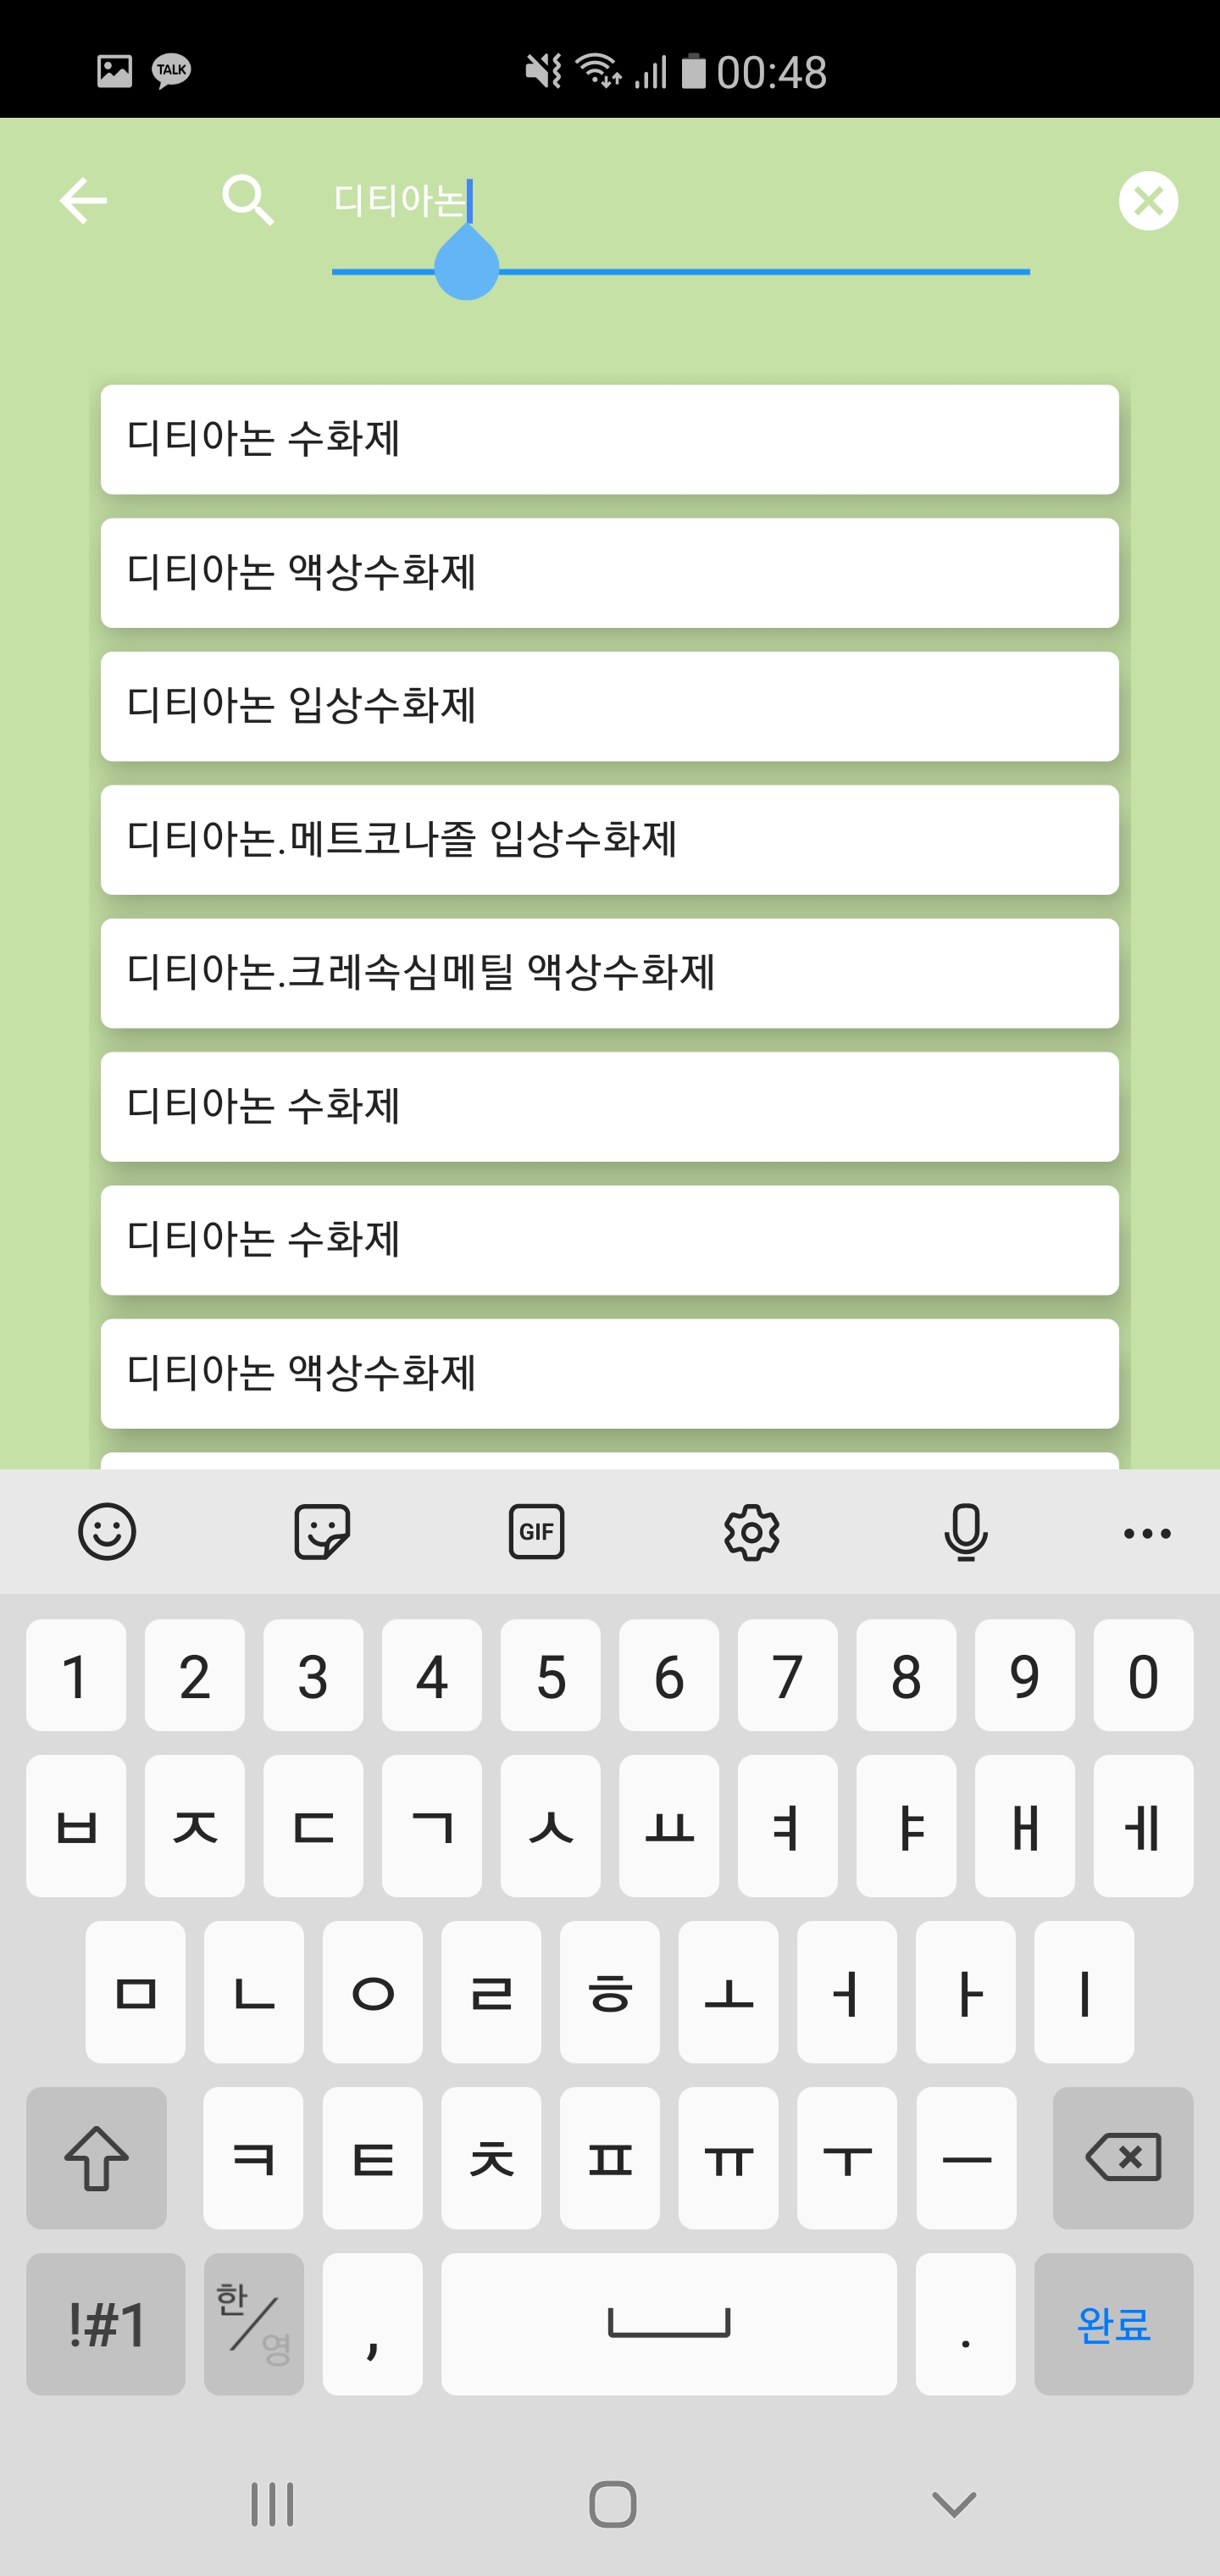 TALK
00:48
디티아논
디티아논 수화제
디티아논 액상수화제
디티아논 입상수화제
디티아논.메트코나졸 입상수화제
디티아논.크레속심메틸 액상수화제
디티아논 수화제
디티아논 수화제
디티아논 액상수화제
GIF
1 2 3 4 5 6 7 8 9 0
ㅂ ㅈ ㄷ ㄱ ㅅ ㅛ ㅕ ㅑ ㅐ ㅔ
ㅁ ㄴ ㅇ ㄹ ㅎ ㅗ ㅓ ㅏ ㅣ
ㅋ ㅌ ㅊ ㅍ ㅠ ㅜ ㅡ
!#1 한/영 , . 완료